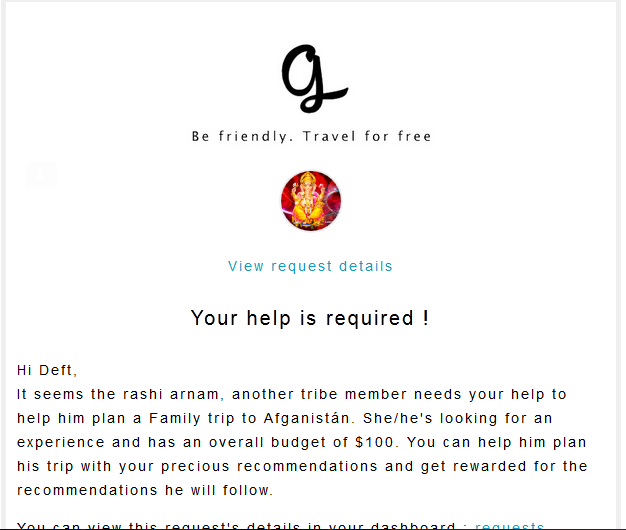 g
Be friendly. Travel for free
View request details
Your help is required !
Hi Deft,
It seems the rashi arnam, another tribe member needs your help to
help him plan a Family trip to Afganistán. She/he's looking for an
experience and has an overall budget of $100. You can help him plan
his trip with your precious recommendations and get rewarded for the
recommendations he will follow.
You can view this request's details in your dashboard : requests